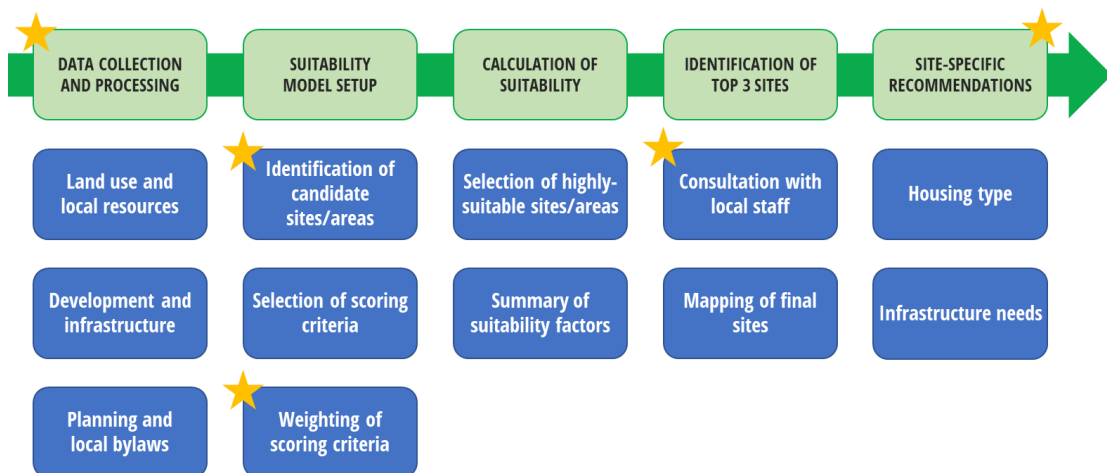 DATA COLLECTION
AND PROCESSING
SUITABILITY
MODEL SETUP
CALCULATION OF
SUITABILITY
IDENTIFICATION OF
TOP 3 SITES
SITE-SPECIFIC
RECOMMENDATIONS
Land use and
local resources
Identification of
candidate
sites/areas
Selection of highly-
suitable sites/areas
Consultation with
local staff
Housing type
Development and
infrastructure
Selection of scoring
criteria
Summary of
suitability factors
Mapping of final
sites
Infrastructure needs
Planning and
local bylaws
Weighting of
scoring criteria